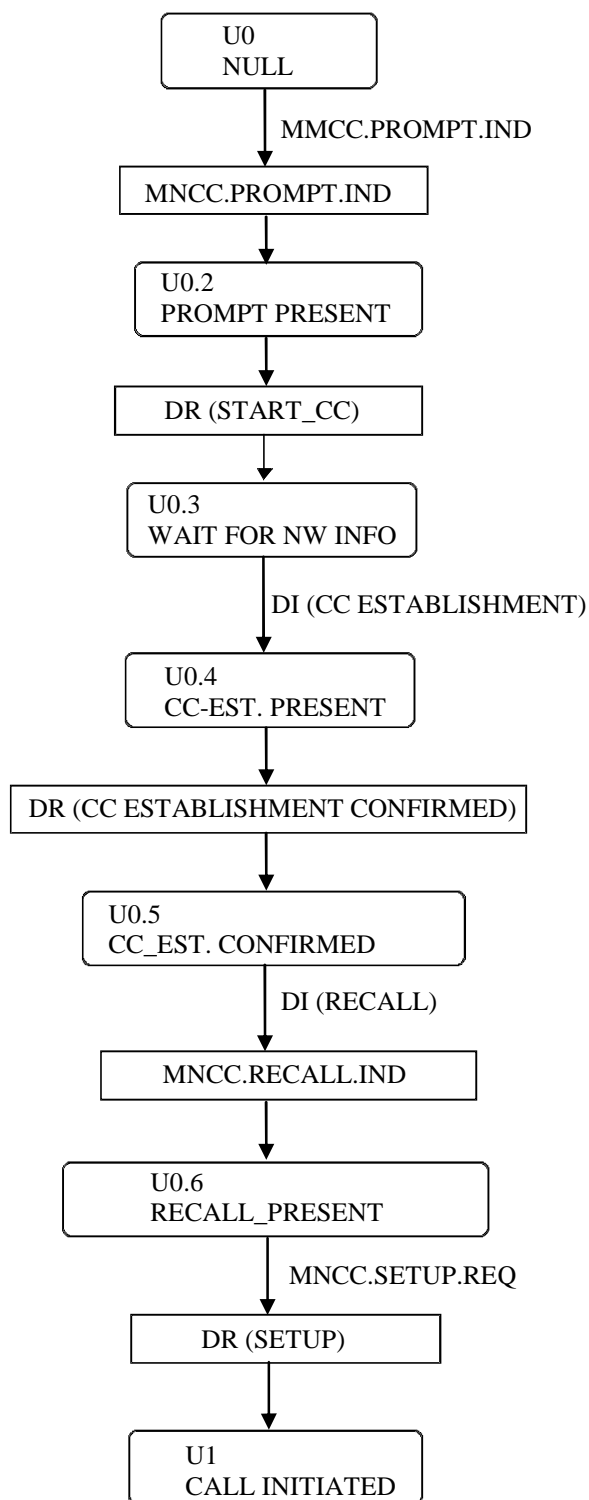 U0
NULL
MMCC.PROMPT.IND
MNCC.PROMPT.IND
U0.2
PROMPT PRESENT
DR (START_CC)
U0.3
WAIT FOR NW INFO
DI (CC ESTABLISHMENT)
U0.4
CC-EST. PRESENT
DR (CC ESTABLISHMENT CONFIRMED)
U0.5
CC_EST. CONFIRMED
DI (RECALL)
MNCC.RECALL.IND
U0.6
RECALL_PRESENT
MNCC.SETUP.REQ
DR (SETUP)
U1
CALL INITIATED